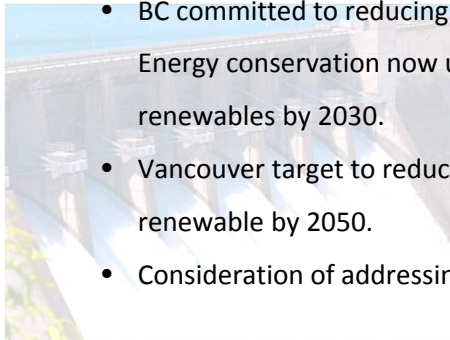 • BC committed to reducing
Energy conservation now
renewables by 2030.
• Vancouver target to reduc
renewable by 2050.
• Consideration of addressin